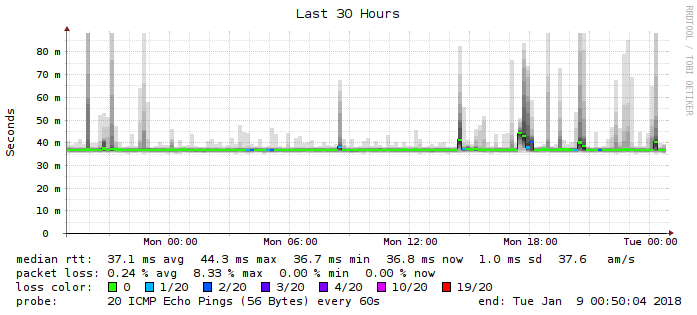 Last 30 Hours
RRDTOOL / TOBI OETIKER
Seconds
80 m
70 m
60 m
50 m
40 m
30 m
20 m
10 m
0
Mon 00:00 Mon 06:00 Mon 12:00 Mon 18:00 Tue 00:00
median rtt: 37.1 ms avg 44.3 ms max 36.7 ms min 36.8 ms now 1.0 ms sd 37.6 am/s
packet loss: 0.24 % avg 8.33 % max 0.00 % min 0.00 % now
loss color: 0 1/20 2/20 3/20 4/20 10/20 19/20
probe: 20 ICMP Echo Pings (56 Bytes) every 60s end: Tue Jan 9 00:50:04 2018